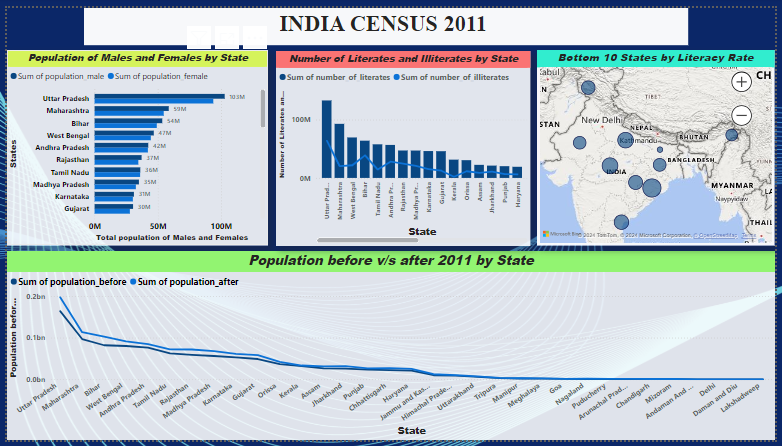 INDIA CENSUS 2011
Population of Males and Females by State
Sum of population_male Sum of population_female
States
Uttar Pradesh 103M
Maharashtra 59M
Bihar 54M
West Bengal 47M
Andhra Pradesh 42M
Rajasthan 37M
Tamil Nadu 36M
Madhya Pradesh 35M
Karnataka 31M
Gujarat 30M
0M 50M 100M
Total population of Males and Females
Number of Literates and Illiterates by State
Sum of number_of_literates Sum of number_of_illiterates
Number of Literates an...
100M
0M
Uttar Prad...
Maharashtra
West Bengal
Bihar
Tamil Nadu
Andhra Pr...
Rajasthan
Madhya Pr...
Karnataka
Gujarat
Kerala
Orissa
Assam
Jharkhand
Punjab
Haryana
State
Bottom 10 States by Literacy Rate
Kabul
CH
N
TIBET
STAN
New Delhi
NEPAL
Kathmandu
BHUTAN
BANGLADESH
INDIA
MYANMAR
Naypyidaw
LA
THAIL
© 2024 TomTom, © 2024 Microsoft Corporation, © OpenStreetMap Terms
Population before v/s after 2011 by State
Sum of population_before Sum of population_after
Population befor...
0.2bn
0.1bn
0.0bn
Uttar Pradesh
Maharashtra
Bihar
West Bengal
Andhra Pradesh
Tamil Nadu
Rajasthan
Madhya Pradesh
Karnataka
Gujarat
Orissa
Kerala
Assam
Jharkhand
Punjab
Chhattisgarh
Haryana
Jammu and Kas...
Himachal Prade...
Uttarakhand
Tripura
Manipur
Meghalaya
Goa
Nagaland
Puducherry
Arunachal Prad...
Chandigarh
Mizoram
Andaman And ...
Delhi
Daman and Diu
Lakshadweep
State